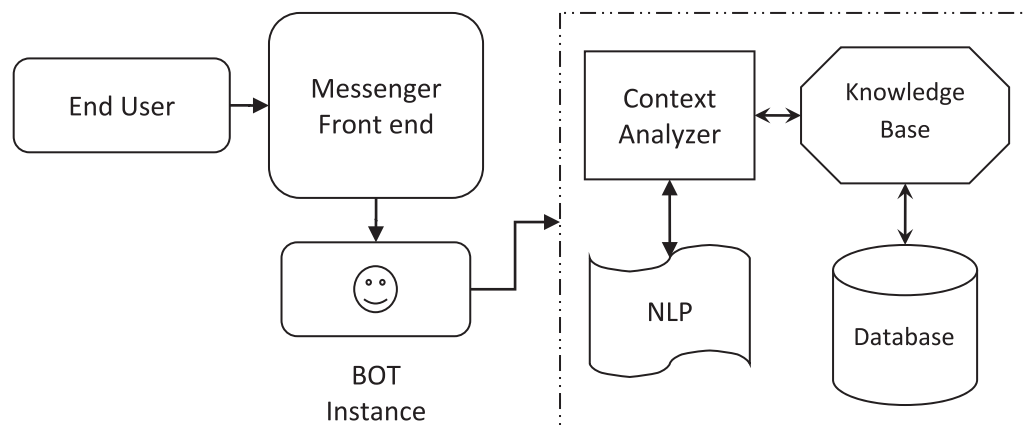 End User
Messenger
Front end
BOT
Instance
Context
Analyzer
Knowledge
Base
NLP
Database